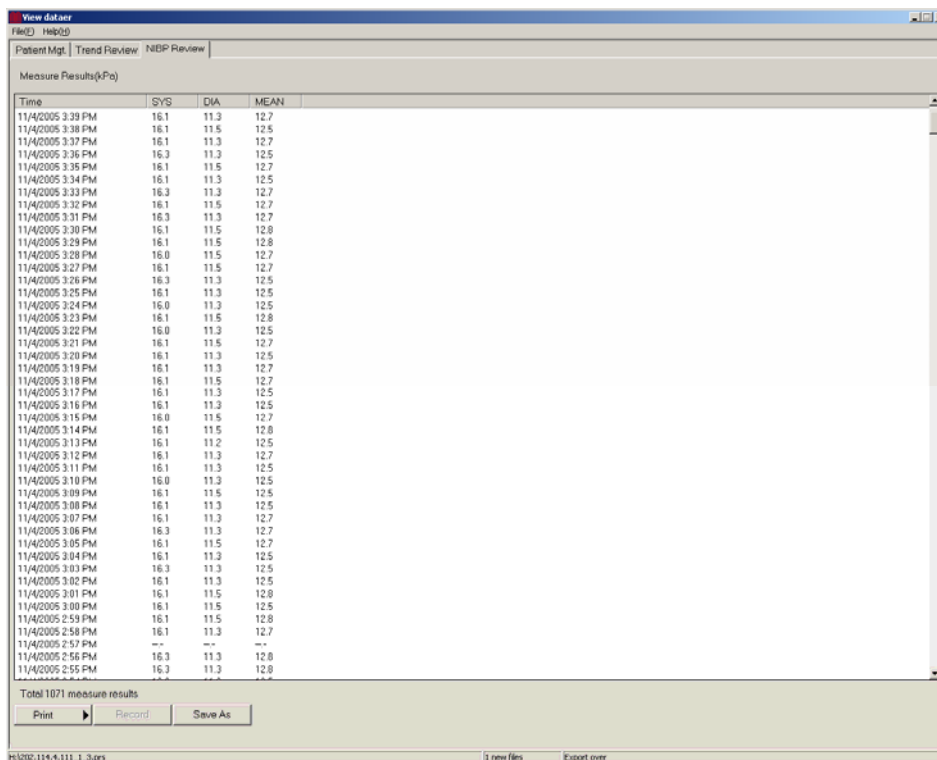 View dataer
File(F) Help(H)
Patient Mgt. Trend Review NIBP Review
Measure Results(kPa)
Time SYS DIA MEAN
11/4/2005 3:39 PM 16.1 11.3 12.7
11/4/2005 3:38 PM 16.1 11.5 12.5
11/4/2005 3:37 PM 16.1 11.3 12.7
11/4/2005 3:36 PM 16.3 11.3 12.5
11/4/2005 3:35 PM 16.1 11.5 12.7
11/4/2005 3:34 PM 16.1 11.3 12.5
11/4/2005 3:33 PM 16.3 11.3 12.7
11/4/2005 3:32 PM 16.1 11.5 12.7
11/4/2005 3:31 PM 16.3 11.3 12.7
11/4/2005 3:30 PM 16.1 11.5 12.8
11/4/2005 3:29 PM 16.1 11.5 12.8
11/4/2005 3:28 PM 16.0 11.5 12.7
11/4/2005 3:27 PM 16.1 11.5 12.7
11/4/2005 3:26 PM 16.3 11.3 12.5
11/4/2005 3:25 PM 16.1 11.3 12.5
11/4/2005 3:24 PM 16.0 11.3 12.5
11/4/2005 3:23 PM 16.1 11.5 12.8
11/4/2005 3:22 PM 16.0 11.3 12.5
11/4/2005 3:21 PM 16.1 11.5 12.7
11/4/2005 3:20 PM 16.1 11.3 12.5
11/4/2005 3:19 PM 16.1 11.3 12.7
11/4/2005 3:18 PM 16.1 11.5 12.7
11/4/2005 3:17 PM 16.1 11.3 12.5
11/4/2005 3:16 PM 16.1 11.3 12.5
11/4/2005 3:15 PM 16.0 11.5 12.7
11/4/2005 3:14 PM 16.1 11.5 12.8
11/4/2005 3:13 PM 16.1 11.2 12.5
11/4/2005 3:12 PM 16.1 11.3 12.7
11/4/2005 3:11 PM 16.1 11.3 12.5
11/4/2005 3:10 PM 16.0 11.3 12.5
11/4/2005 3:09 PM 16.1 11.5 12.5
11/4/2005 3:08 PM 16.1 11.3 12.5
11/4/2005 3:07 PM 16.1 11.3 12.7
11/4/2005 3:06 PM 16.3 11.3 12.7
11/4/2005 3:05 PM 16.1 11.5 12.7
11/4/2005 3:04 PM 16.1 11.3 12.5
11/4/2005 3:03 PM 16.3 11.3 12.5
11/4/2005 3:02 PM 16.1 11.3 12.5
11/4/2005 3:01 PM 16.1 11.5 12.8
11/4/2005 3:00 PM 16.1 11.5 12.5
11/4/2005 2:59 PM 16.1 11.5 12.8
11/4/2005 2:58 PM 16.1 11.3 12.7
11/4/2005 2:57 PM --.- --.- --.-
11/4/2005 2:56 PM 16.3 11.3 12.8
11/4/2005 2:55 PM 16.3 11.3 12.8
Total 1071 measure results
Print Record Save As
H:\202.114.4.111_1_3.prs 1 new files Export over